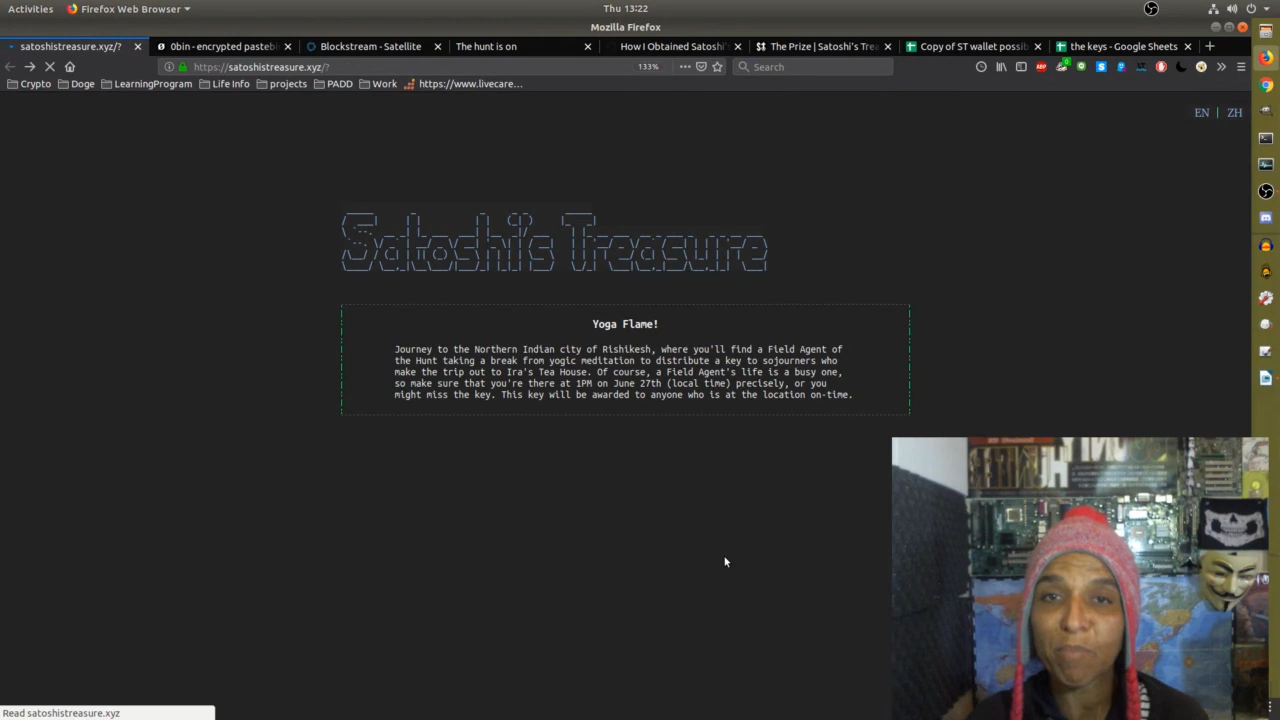 Activities
Firefox Web Browser
Thu 13:22
Mozilla Firefox
satoshistreasure.xyz/?
0bin - encrypted pastebi
Blockstream - Satellite
The hunt is on
How I Obtained Satoshi'
The Prize | Satoshi's Trea
Copy of ST wallet possib
the keys - Google Sheets
https://satoshistreasure.xyz/?
133%
Search
Crypto
Doge
LearningProgram
Life Info
projects
PADD
Work
https://www.livecare...
EN | ZH
Satoshi's Treasure
Yoga Flame!
Journey to the Northern Indian city of Rishikesh, where you'll find a Field Agent of
the Hunt taking a break from yogic meditation to distribute a key to sojourners who
make the trip out to Ira's Tea House. Of course, a Field Agent's life is a busy one,
so make sure that you're there at 1PM on June 27th (local time) precisely, or you
might miss the key. This key will be awarded to anyone who is at the location on-time.
Read satoshistreasure.xyz